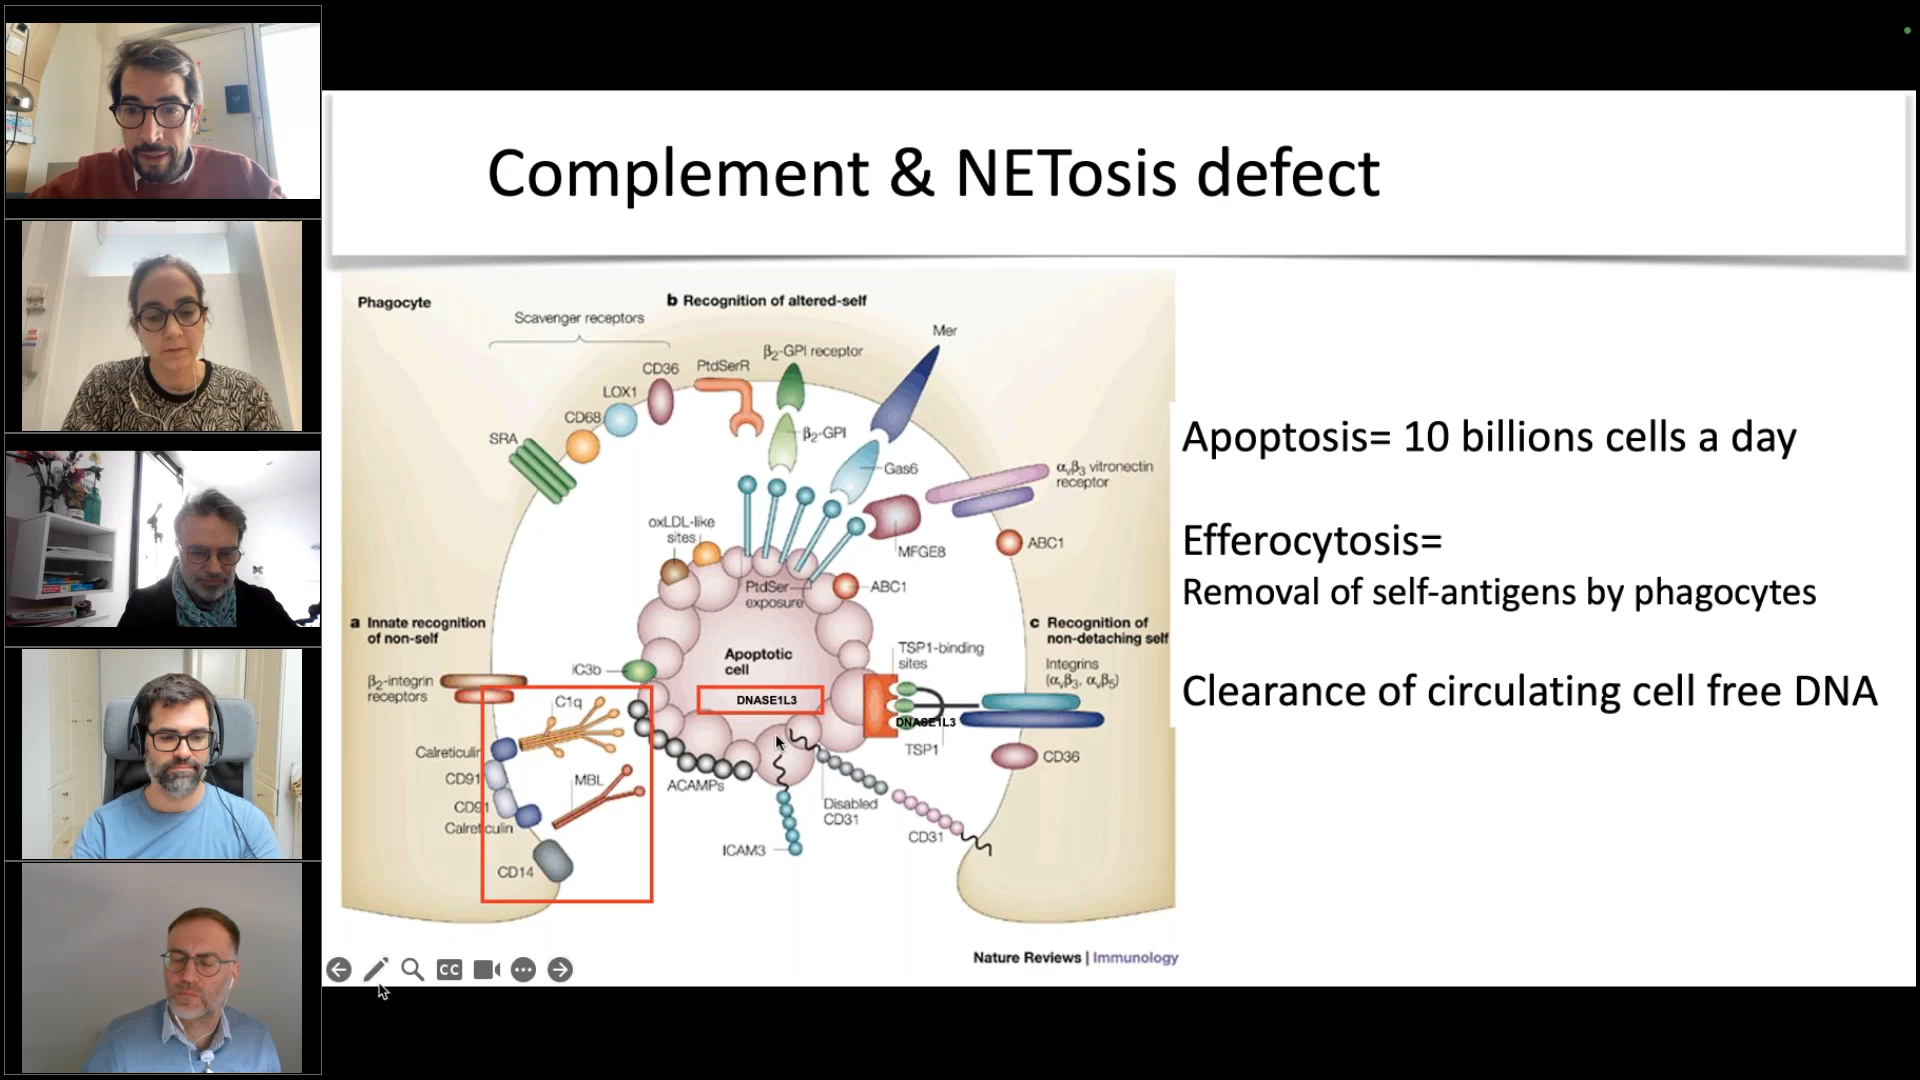 Complement & NETosis defect
Phagocyte
b Recognition of altered-self
Scavenger receptors
Mer
β2-GPI receptor
PtdSerR
CD36
LOX1
CD68
SRA
β2-GPI
Gas6
αvβ3 vitronectin
receptor
oxLDL-like
sites
MFGE8
ABC1
PtdSer
exposure
ABC1
a Innate recognition
of non-self
c Recognition of
non-detaching self
Apoptotic
cell
TSP1-binding
sites
Integrins
(αvβ3, αvβ5)
iC3b
β2-integrin
receptors
DNASE1L3
C1q
DNASE1L3
TSP1
Calreticulin
CD91
MBL
ACAMPs
CD36
CD91
Calreticulin
Disabled
CD31
CD31
ICAM3
CD14
Nature Reviews | Immunology
Apoptosis= 10 billions cells a day
Efferocytosis=
Removal of self-antigens by phagocytes
Clearance of circulating cell free DNA
CC